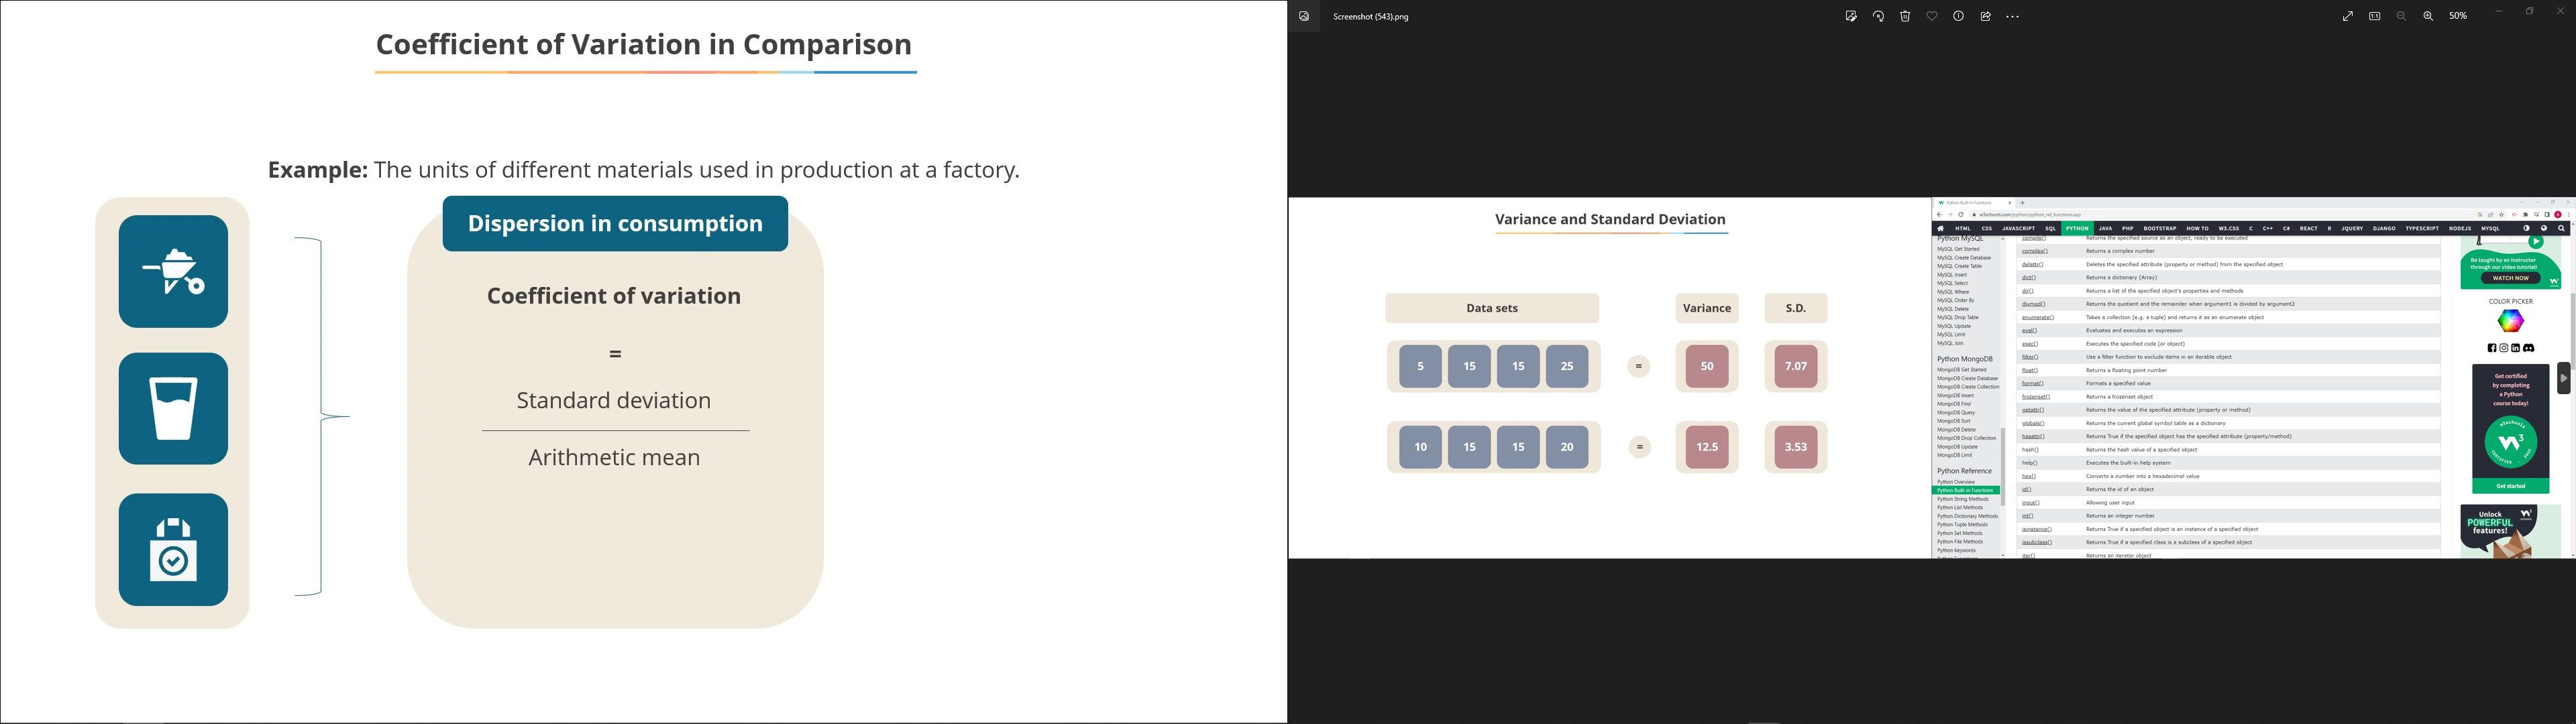 Coefficient of Variation in Comparison
Example: The units of different materials used in production at a factory.
Dispersion in consumption
Coefficient of variation
=
Standard deviation
Arithmetic mean
Screenshot (543).png
50%
Variance and Standard Deviation
Data sets
Variance
S.D.
5 15 15 25 = 50 7.07
10 15 15 20 = 12.5 3.53
Python Built-in Functions
w3schools.com/python/python_ref_functions.asp
HTML CSS JAVASCRIPT SQL PYTHON JAVA PHP BOOTSTRAP HOW TO W3.CSS C C++ C# REACT R JQUERY DJANGO TYPESCRIPT NODEJS MYSQL
Python MySQL
MySQL Get Started
MySQL Create Database
MySQL Create Table
MySQL Insert
MySQL Select
MySQL Where
MySQL Order By
MySQL Delete
MySQL Drop Table
MySQL Update
MySQL Limit
MySQL Join
Python MongoDB
MongoDB Get Started
MongoDB Create Database
MongoDB Create Collection
MongoDB Insert
MongoDB Find
MongoDB Query
MongoDB Sort
MongoDB Delete
MongoDB Drop Collection
MongoDB Update
MongoDB Limit
Python Reference
Python Overview
Python Built-in Functions
Python String Methods
Python List Methods
Python Dictionary Methods
Python Tuple Methods
Python Set Methods
Python File Methods
Python Keywords
compile() Returns the specified source as an object, ready to be executed
complex() Returns a complex number
delattr() Deletes the specified attribute (property or method) from the specified object
dict() Returns a dictionary (Array)
dir() Returns a list of the specified object's properties and methods
divmod() Returns the quotient and the remainder when argument1 is divided by argument2
enumerate() Takes a collection (e.g. a tuple) and returns it as an enumerate object
eval() Evaluates and executes an expression
exec() Executes the specified code (or object)
filter() Use a filter function to exclude items in an iterable object
float() Returns a floating point number
format() Formats a specified value
frozenset() Returns a frozenset object
getattr() Returns the value of the specified attribute (property or method)
globals() Returns the current global symbol table as a dictionary
hasattr() Returns True if the specified object has the specified attribute (property/method)
hash() Returns the hash value of a specified object
help() Executes the built-in help system
hex() Converts a number into a hexadecimal value
id() Returns the id of an object
input() Allowing user input
int() Returns an integer number
isinstance() Returns True if a specified object is an instance of a specified object
issubclass() Returns True if a specified class is a subclass of a specified object
iter() Returns an iterator object
Be taught by an instructor
through our video tutorial!
WATCH NOW
COLOR PICKER
Get certified
by completing
a Python
course today!
Get started
Unlock
POWERFUL
features!